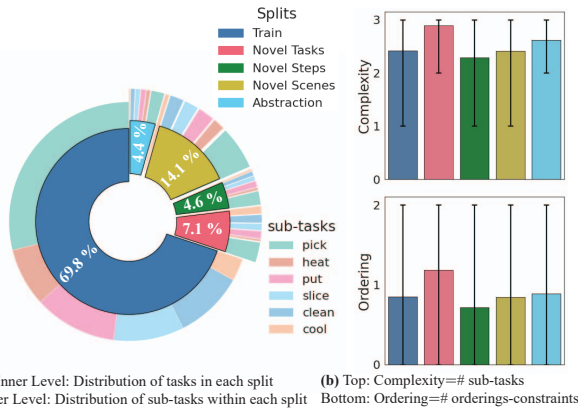 Splits
Train
Novel Tasks
Novel Steps
Novel Scenes
Abstraction
4.4 %
14.1 %
4.6 %
7.1 %
69.8 %
sub-tasks
pick
heat
put
slice
clean
cool
3
2
1
0
Complexity
2
1
0
Ordering
nner Level: Distribution of tasks in each split
er Level: Distribution of sub-tasks within each split
(b) Top: Complexity=# sub-tasks
Bottom: Ordering=# orderings-constraints